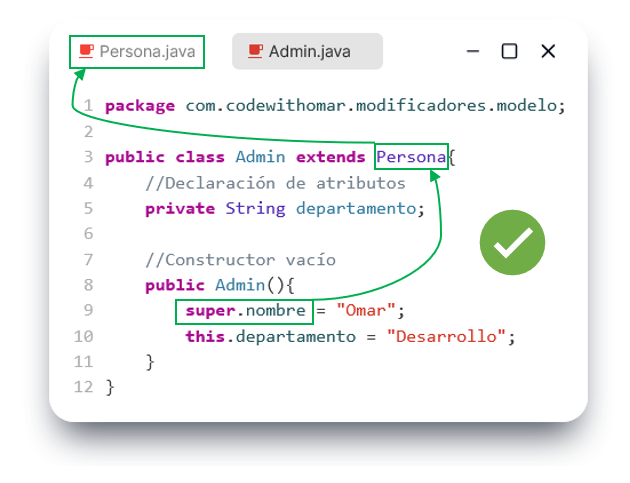 Persona.java Admin.java
1 package com.codewithomar.modificadores.modelo;
2
3 public class Admin extends Persona{
4     //Declaración de atributos
5     private String departamento;
6
7     //Constructor vacío
8     public Admin(){
9         super.nombre = "Omar";
10         this.departamento = "Desarrollo";
11     }
12 }